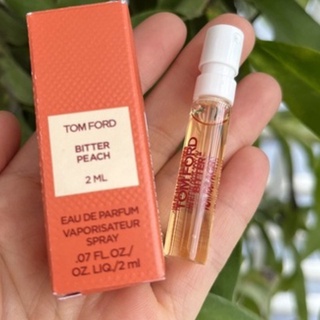 TOM FORD
BITTER
PEACH
2 ML
EAU DE PARFUM
VAPORISATEUR
SPRAY
.07 FL.OZ./
OZ. LIQ./2 ml
TOM FORD
BITTER